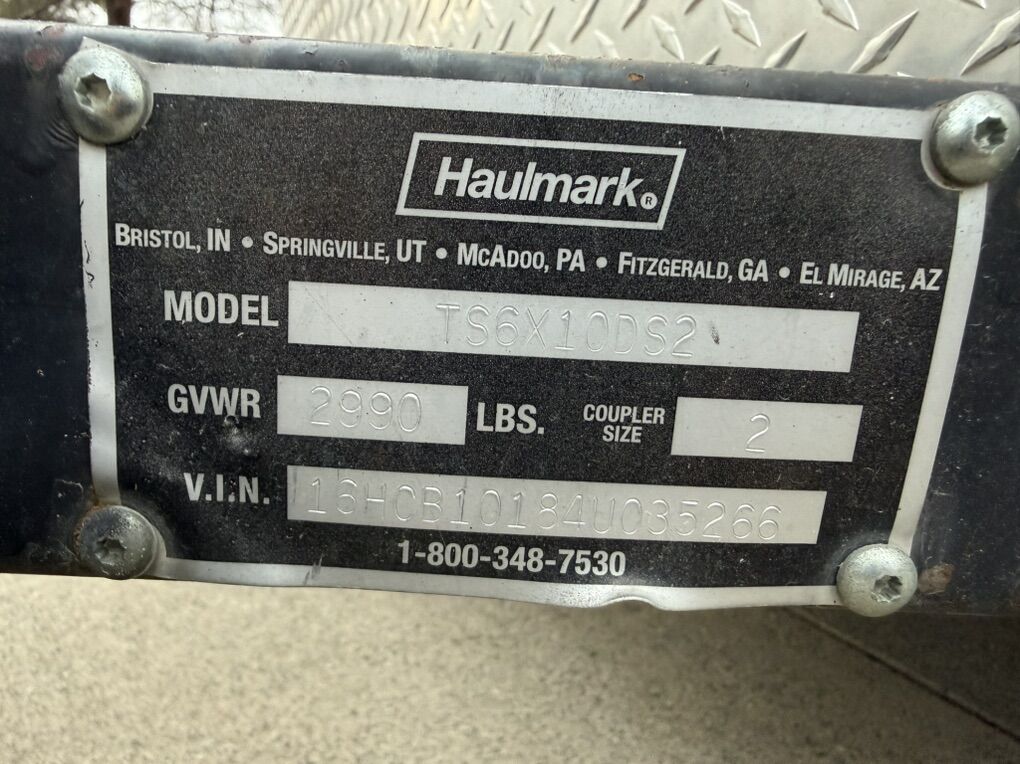 Haulmark®
BRISTOL, IN • SPRINGVILLE, UT • MCADOO, PA • FITZGERALD, GA • EL MIRAGE, AZ
MODEL TS6X10DS2
GVWR 2990 LBS. COUPLER SIZE 2
V.I.N. 16HCB10184U035266
1-800-348-7530